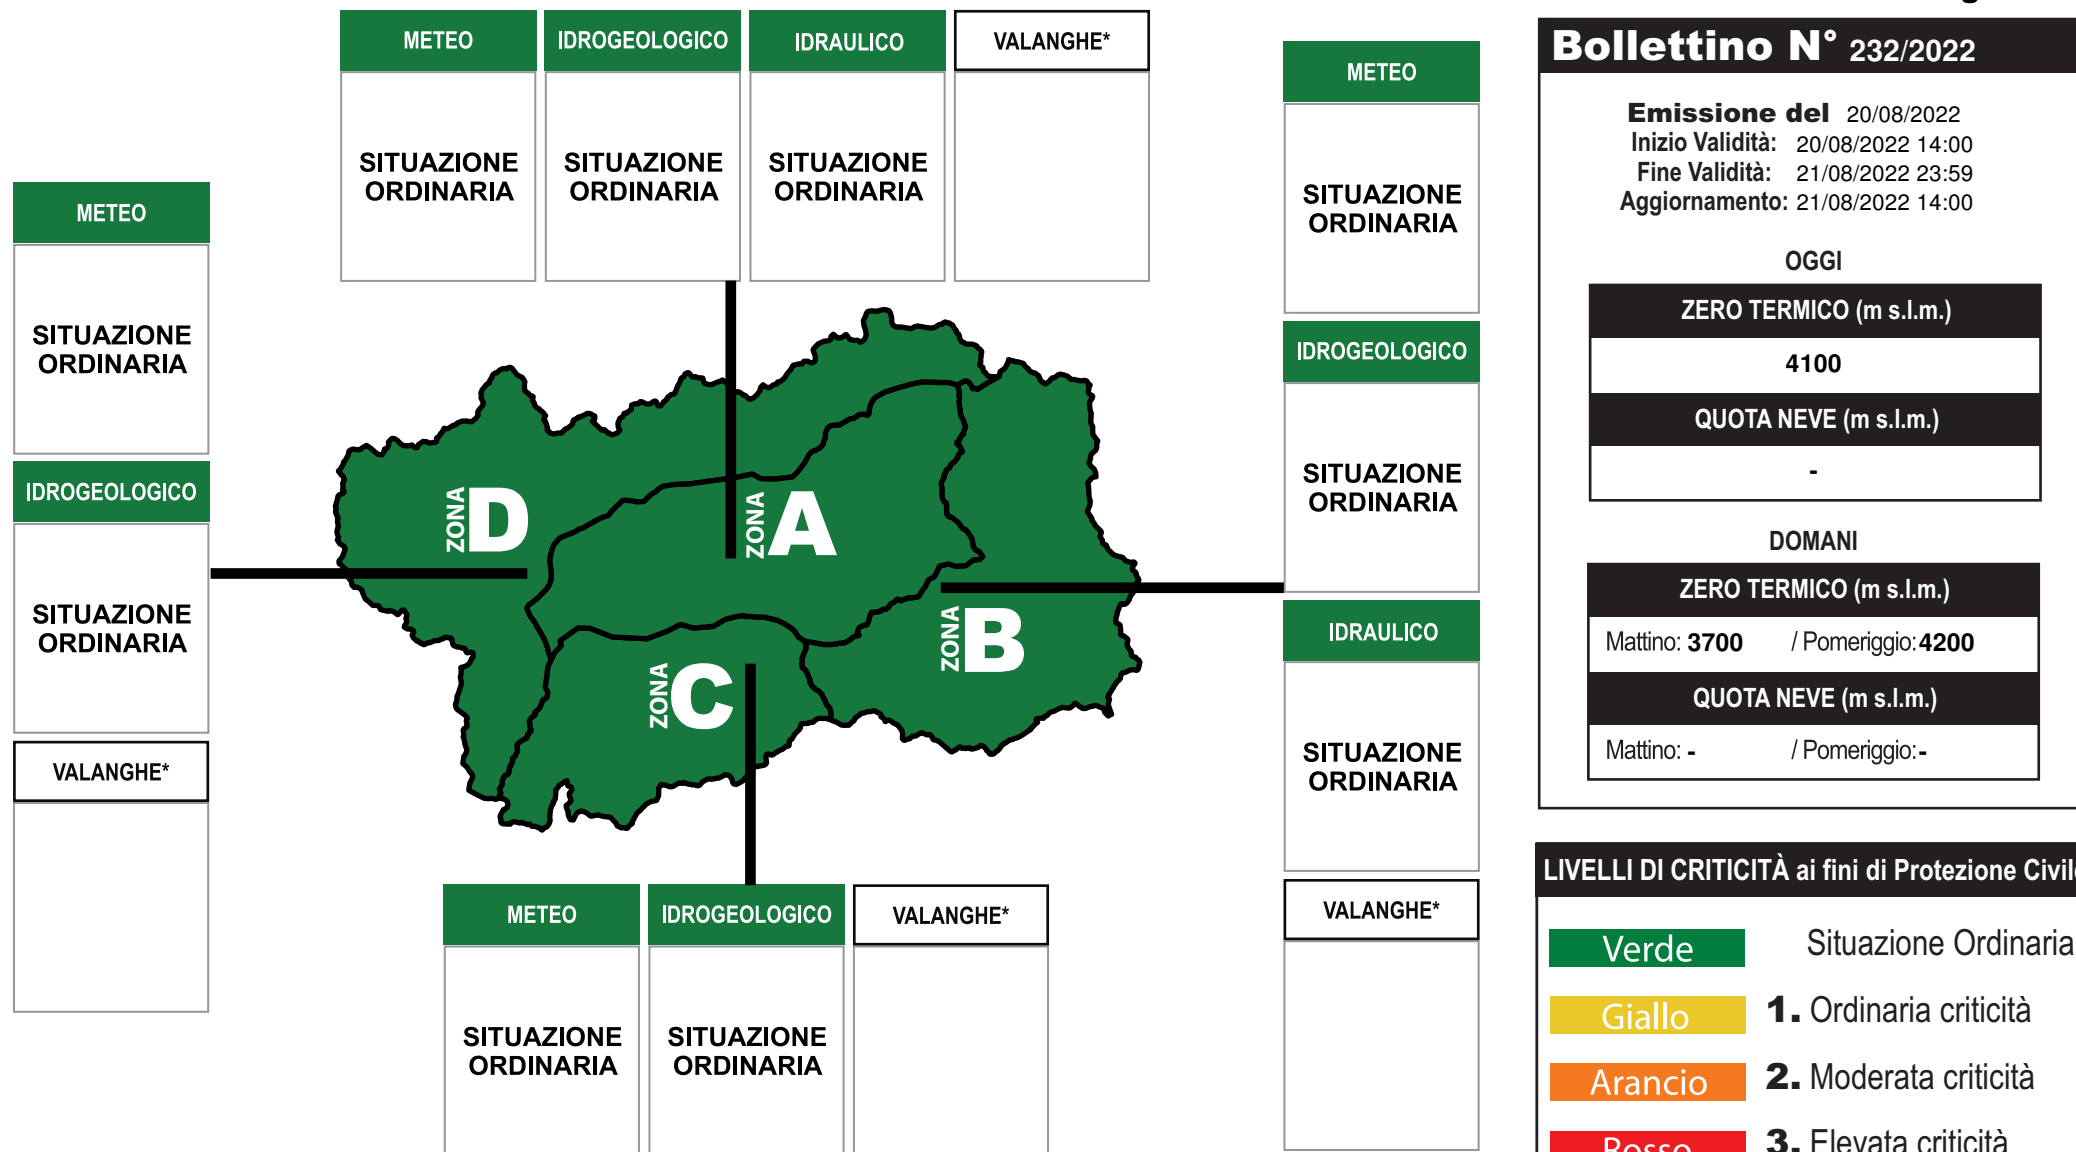 METEO
IDROGEOLOGICO
IDRAULICO
VALANGHE*
SITUAZIONE
ORDINARIA
SITUAZIONE
ORDINARIA
SITUAZIONE
ORDINARIA
METEO
SITUAZIONE
ORDINARIA
IDROGEOLOGICO
SITUAZIONE
ORDINARIA
VALANGHE*
ZONA D
ZONA A
ZONA B
ZONA C
METEO
IDROGEOLOGICO
VALANGHE*
SITUAZIONE
ORDINARIA
SITUAZIONE
ORDINARIA
METEO
SITUAZIONE
ORDINARIA
IDROGEOLOGICO
SITUAZIONE
ORDINARIA
IDRAULICO
SITUAZIONE
ORDINARIA
VALANGHE*
Bollettino N° 232/2022
Emissione del 20/08/2022
Inizio Validità: 20/08/2022 14:00
Fine Validità: 21/08/2022 23:59
Aggiornamento: 21/08/2022 14:00
OGGI
ZERO TERMICO (m s.l.m.)
4100
QUOTA NEVE (m s.l.m.)
-
DOMANI
ZERO TERMICO (m s.l.m.)
Mattino: 3700 / Pomeriggio: 4200
QUOTA NEVE (m s.l.m.)
Mattino: - / Pomeriggio: -
LIVELLI DI CRITICITÀ ai fini di Protezione Civile
Verde Situazione Ordinaria
Giallo 1. Ordinaria criticità
Arancio 2. Moderata criticità
Rosso 3. Elevata criticità